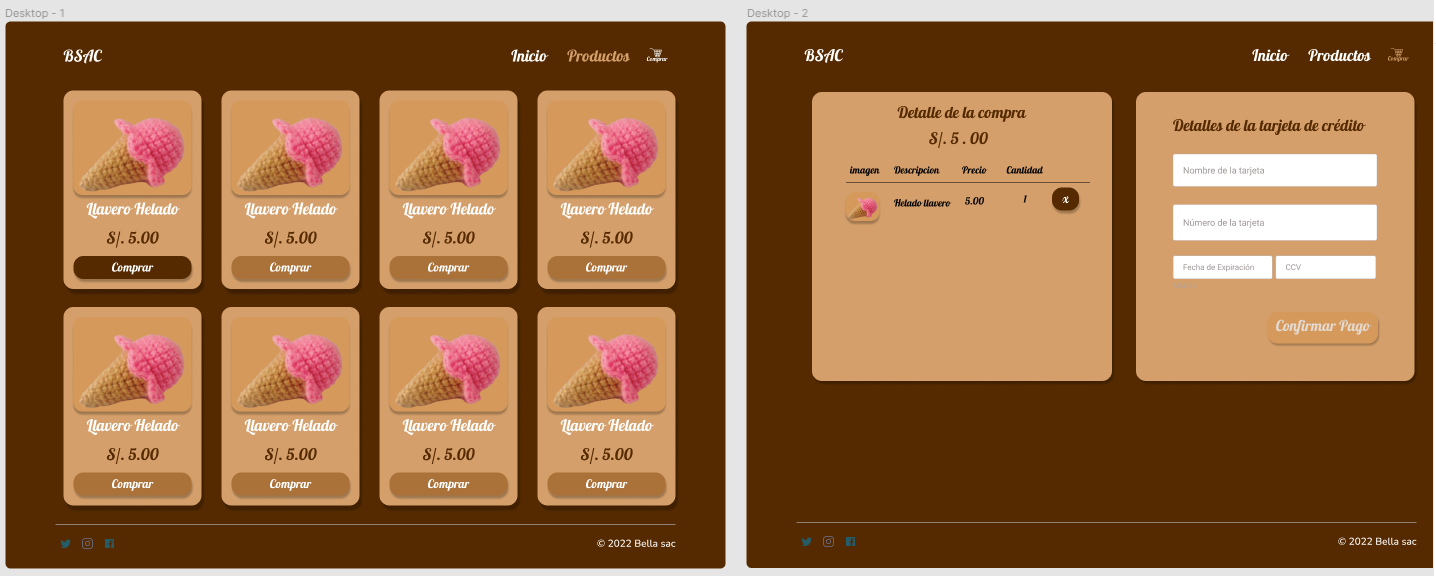 Desktop - 1
BSAC
Inicio Productos Comprar
Llavero Helado Llavero Helado Llavero Helado Llavero Helado
S/. 5.00 S/. 5.00 S/. 5.00 S/. 5.00
Comprar Comprar Comprar Comprar
Llavero Helado Llavero Helado Llavero Helado Llavero Helado
S/. 5.00 S/. 5.00 S/. 5.00 S/. 5.00
Comprar Comprar Comprar Comprar
© 2022 Bella sac
Desktop - 2
BSAC
Inicio Productos Comprar
Detalle de la compra
S/. 5 . 00
imagen Descripcion Precio Cantidad
Helado llavero 5.00 1 x
Detalles de la tarjeta de crédito
Nombre de la tarjeta
Número de la tarjeta
Fecha de Expiración CCV
Confirmar Pago
© 2022 Bella sac